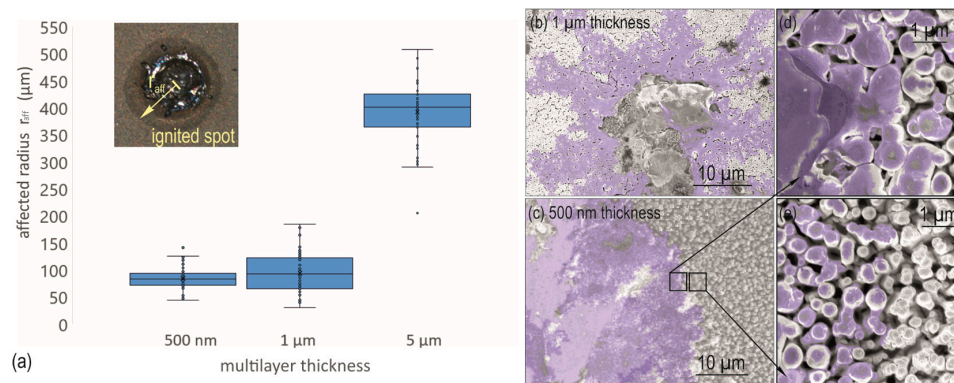 550
500
450
400
350
300
250
200
150
100
50
0
affected radius r aff (µm)
r aff
ignited spot
500 nm
1 µm
5 µm
multilayer thickness
(a)
(b) 1 µm thickness
10 µm
(c) 500 nm thickness
10 µm
(d)
1 µm
(e)
1 µm